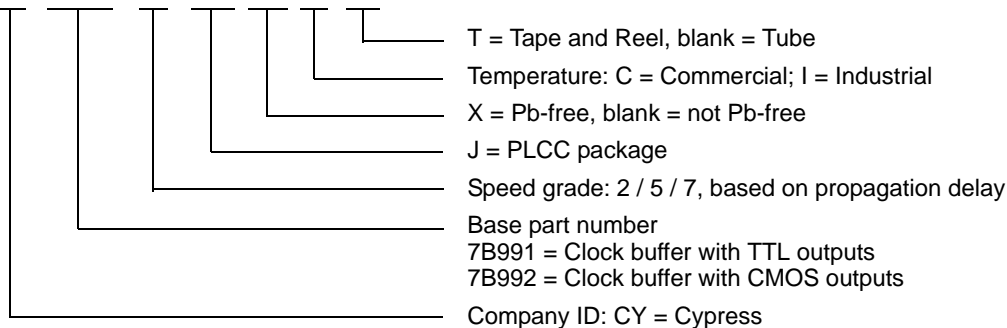 T = Tape and Reel, blank = Tube
Temperature: C = Commercial; I = Industrial
X = Pb-free, blank = not Pb-free
J = PLCC package
Speed grade: 2 / 5 / 7, based on propagation delay
Base part number
7B991 = Clock buffer with TTL outputs
7B992 = Clock buffer with CMOS outputs
Company ID: CY = Cypress